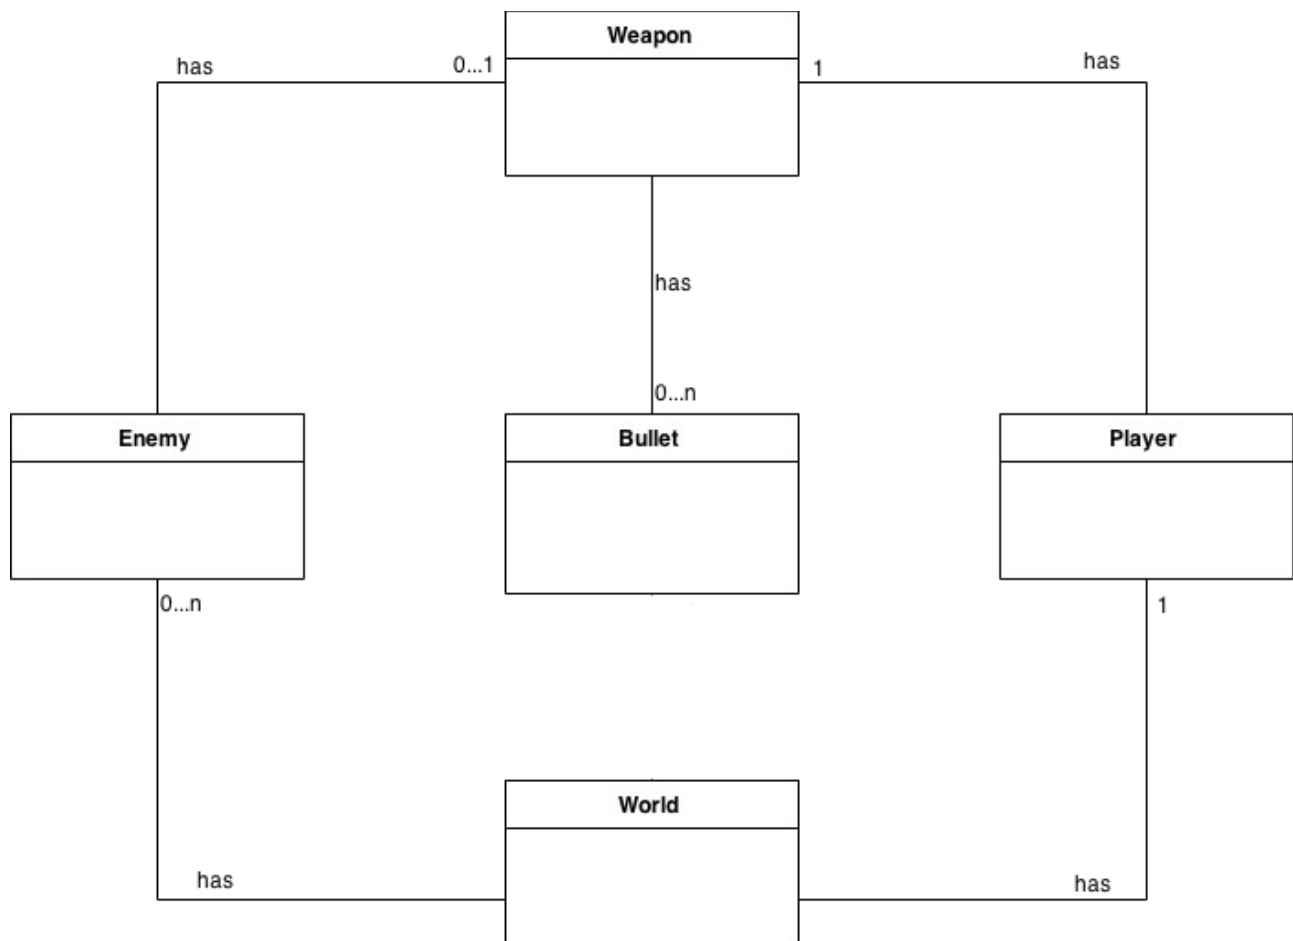 Weapon
has
0...1
1
has
has
0...n
Enemy
Bullet
Player
0...n
1
World
has
has